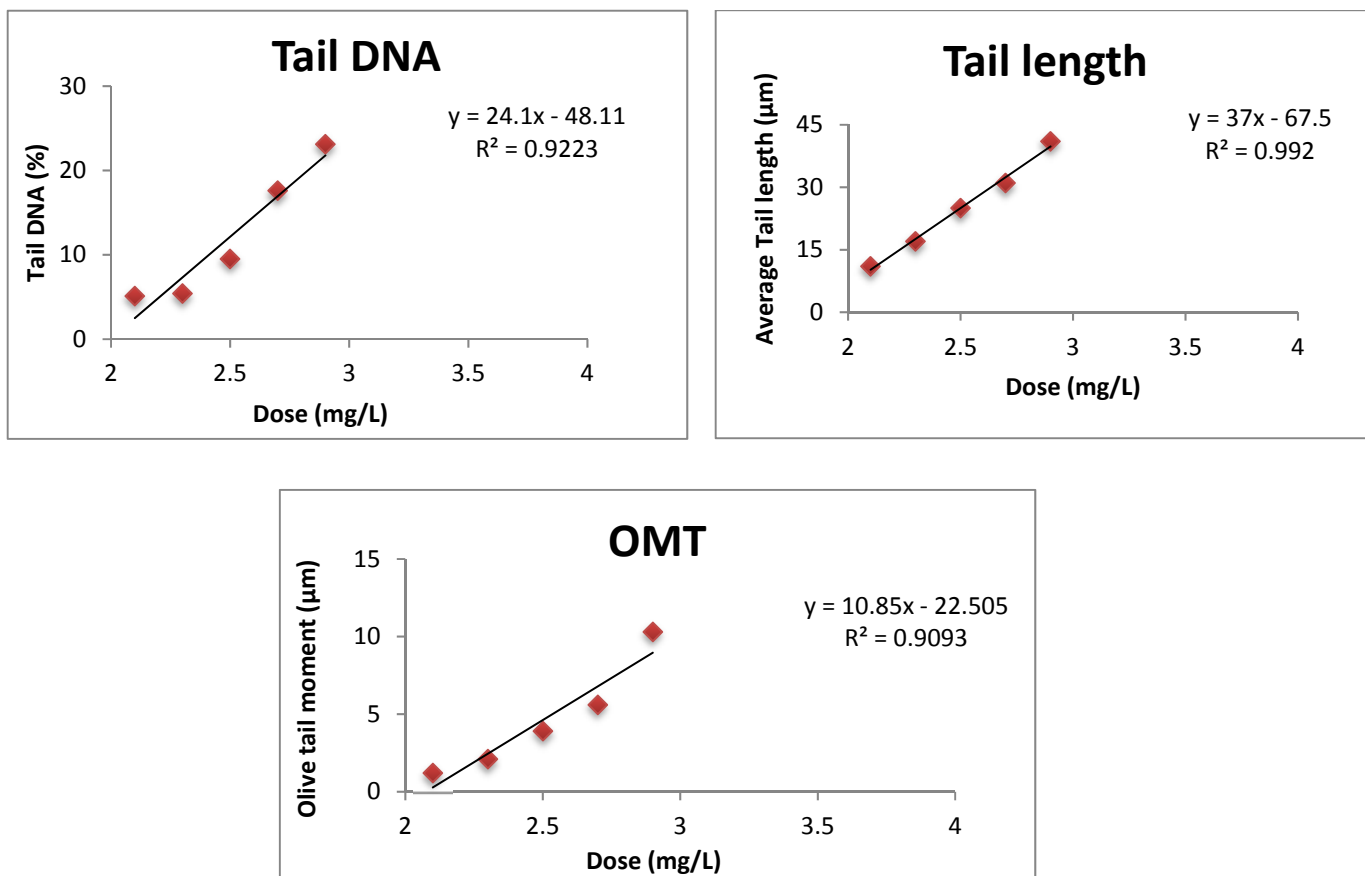 Tail DNA
30
20
10
0
Tail DNA (%)
y = 24.1x - 48.11
R² = 0.9223
2 2.5 3 3.5 4
Dose (mg/L)
Tail length
45
30
15
0
Average Tail length (µm)
y = 37x - 67.5
R² = 0.992
2 2.5 3 3.5 4
Dose (mg/L)
OMT
15
10
5
0
Olive tail moment (µm)
y = 10.85x - 22.505
R² = 0.9093
2 2.5 3 3.5 4
Dose (mg/L)